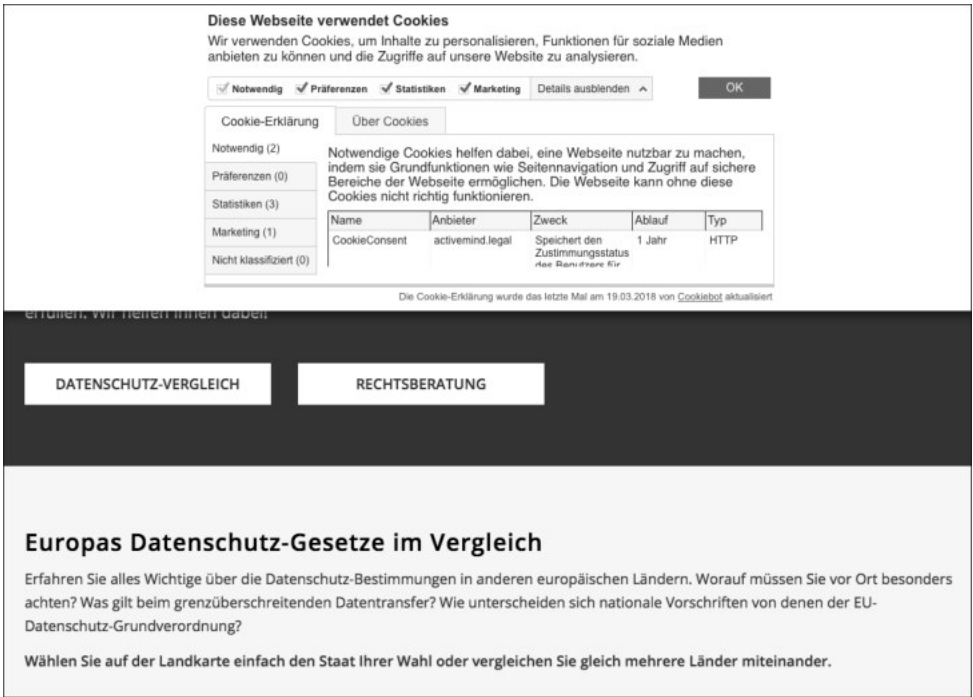 Diese Webseite verwendet Cookies
Wir verwenden Cookies, um Inhalte zu personalisieren, Funktionen für soziale Medien
anbieten zu können und die Zugriffe auf unsere Website zu analysieren.
Notwendig Präferenzen Statistiken Marketing Details ausblenden OK
Cookie-Erklärung Über Cookies
Notwendig (2)
Präferenzen (0)
Statistiken (3)
Marketing (1)
Nicht klassifiziert (0)
Notwendige Cookies helfen dabei, eine Webseite nutzbar zu machen,
indem sie Grundfunktionen wie Seitennavigation und Zugriff auf sichere
Bereiche der Webseite ermöglichen. Die Webseite kann ohne diese
Cookies nicht richtig funktionieren.
Name Anbieter Zweck Ablauf Typ
CookieConsent activemind.legal Speichert den 1 Jahr HTTP
Zustimmungsstatus
des Benutzers für
Die Cookie-Erklärung wurde das letzte Mal am 19.03.2018 von Cookiebot aktualisiert
erfüllen. Wir helfen Ihnen dabei!
DATENSCHUTZ-VERGLEICH RECHTSBERATUNG
Europas Datenschutz-Gesetze im Vergleich
Erfahren Sie alles Wichtige über die Datenschutz-Bestimmungen in anderen europäischen Ländern. Worauf müssen Sie vor Ort besonders
achten? Was gilt beim grenzüberschreitenden Datentransfer? Wie unterscheiden sich nationale Vorschriften von denen der EU-
Datenschutz-Grundverordnung?
Wählen Sie auf der Landkarte einfach den Staat Ihrer Wahl oder vergleichen Sie gleich mehrere Länder miteinander.